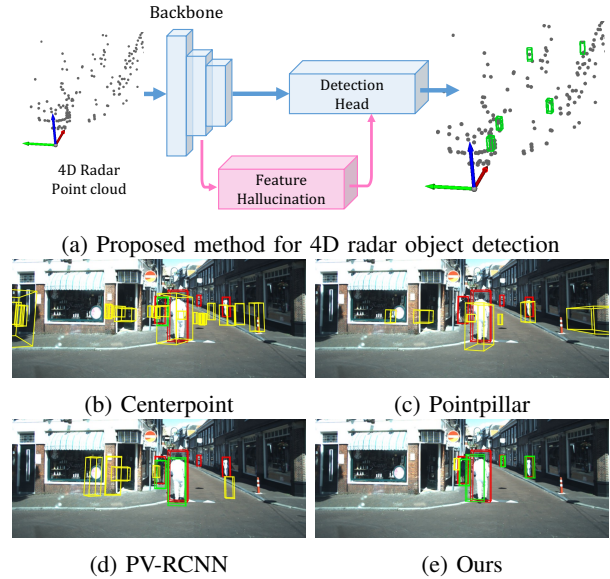 Backbone
Detection
Head
4D Radar
Point cloud
Feature
Hallucination
(a) Proposed method for 4D radar object detection
(b) Centerpoint
(c) Pointpillar
(d) PV-RCNN
(e) Ours